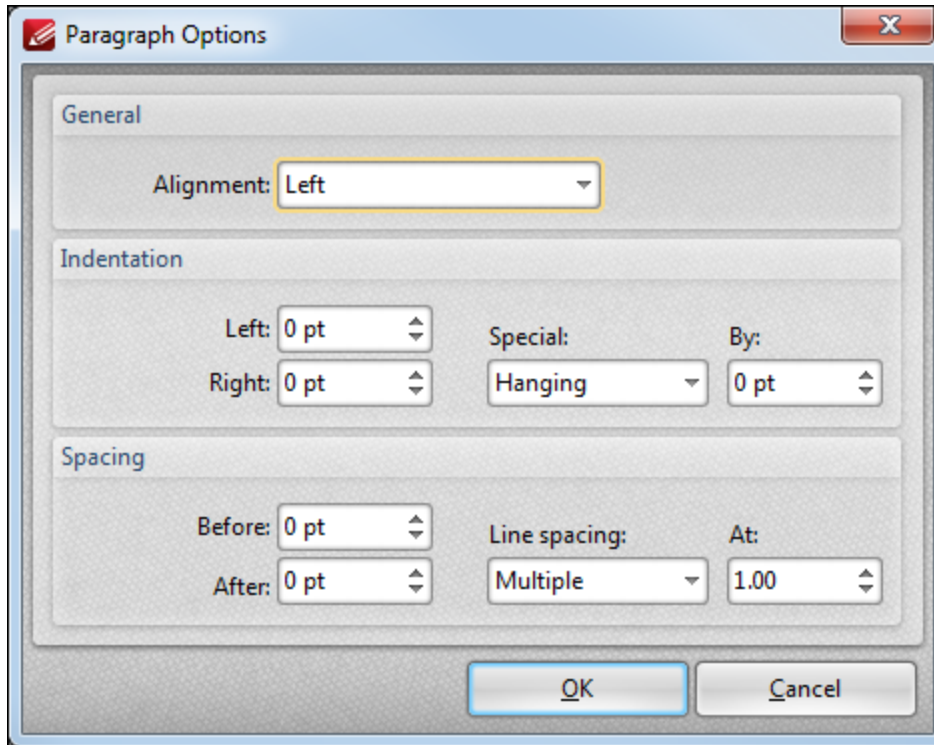 Paragraph Options
General
Alignment: Left
Indentation
Left: 0 pt
Special: By:
Right: 0 pt Hanging 0 pt
Spacing
Before: 0 pt
Line spacing: At:
After: 0 pt Multiple 1.00
OK Cancel